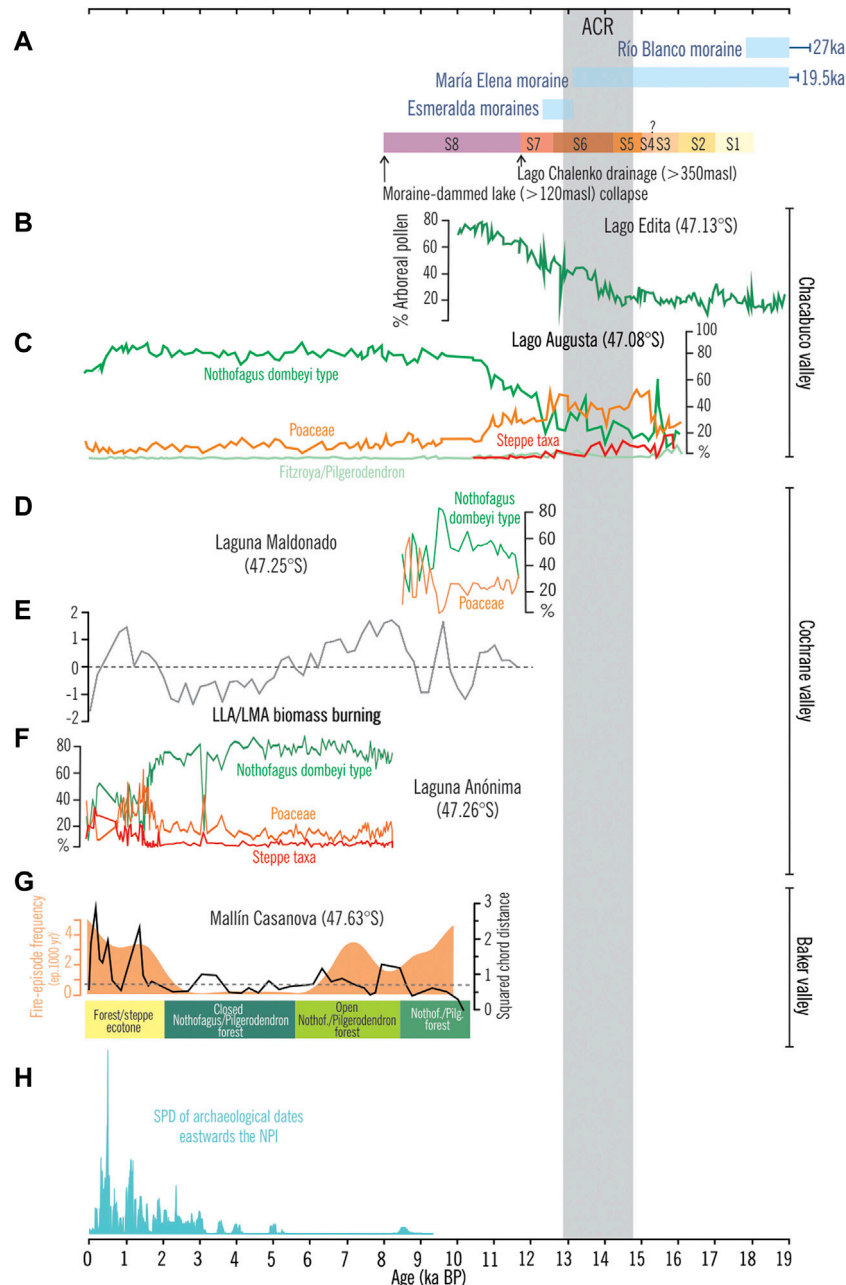 A
ACR
Río Blanco moraine
27ka
María Elena moraine
19.5ka
Esmeralda moraines
?
S8 S7 S6 S5 S4 S3 S2 S1
Lago Chalenko drainage (>350masl)
Moraine-dammed lake (>120masl) collapse
B
80
60
40
20
% Arboreal pollen
Lago Edita (47.13°S)
Chacabuco valley
C
Lago Augusta (47.08°S)
100
80
60
40
20
%
Nothofagus dombeyi type
Poaceae
Steppe taxa
Fitzroya/Pilgerodendron
D
Nothofagus
dombeyi type
Laguna Maldonado
(47.25°S)
Poaceae
80
60
40
20
%
Cochrane valley
E
2
1
0
-1
-2
LLA/LMA biomass burning
F
80
60
40
20
%
Nothofagus dombeyi type
Poaceae
Steppe taxa
Laguna Anónima
(47.26°S)
G
Mallín Casanova (47.63°S)
Fire-episode frequency
(ep.1000 yr)
4
2
0
3
2
1
0
Squared chord distance
Baker valley
Forest/steppe
ecotone
Closed
Nothofagus/Pilgerodendron
forest
Open
Nothof./Pilgerodendron
forest
Nothof./Pilg.
forest
H
SPD of archaeological dates
eastwards the NPI
0 1 2 3 4 5 6 7 8 9 10 11 12 13 14 15 16 17 18 19
Age (ka BP)